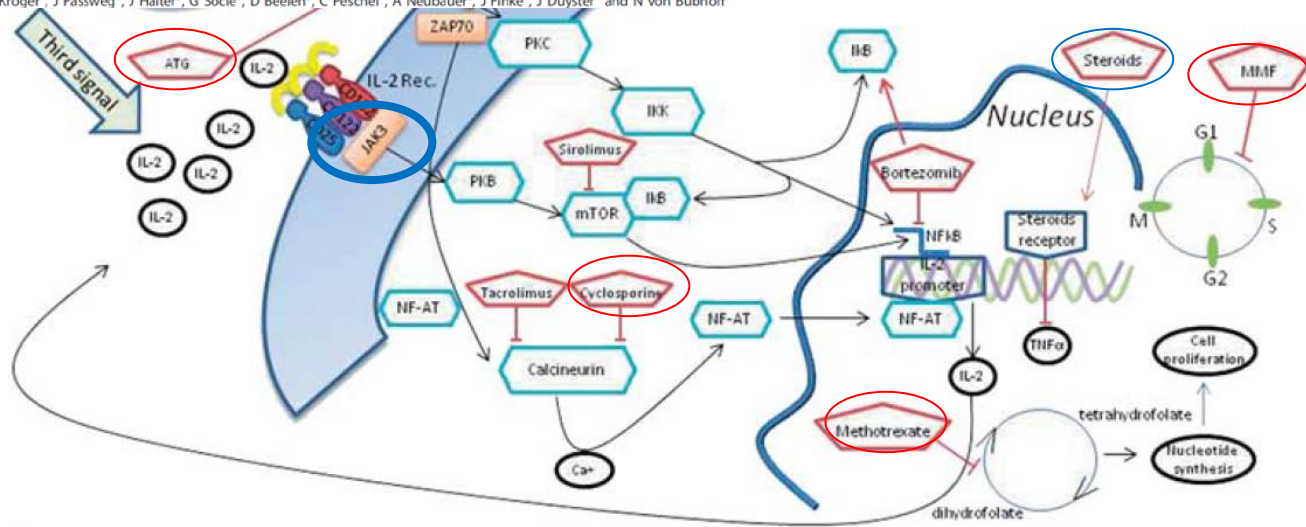 Kröger, J Passweg, J Halter, G Socié, D Beelen, C Peschel, A Neubauer, J Finke, J Duyster and N von Bubnoff
Third signal
ATG
IL-2
ZAP70
PKC
IL-2 Rec.
CD25
JAK3
IL-2
IL-2
IL-2
IL-2
IKK
IkB
Sirolimus
PKB
mTOR
IkB
Nucleus
Steroids
MMF
Bortezomib
NFkB
IL-2
promoter
NF-AT
Steroids
receptor
TNFα
G1
M
S
G2
NF-AT
Tacrolimus
Cyclosporine
Calcineurin
NF-AT
Ca+
IL-2
Methotrexate
dihydrofolate
tetrahydrofolate
Cell
proliferation
Nucleotide
synthesis